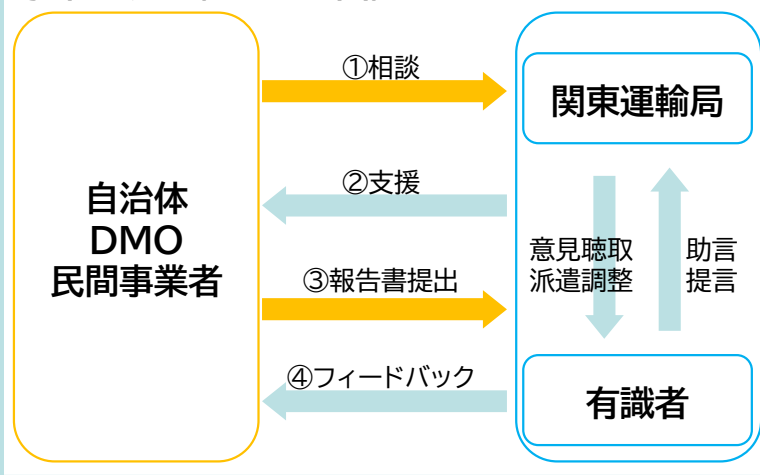 自治体
DMO
民間事業者
①相談
②支援
③報告書提出
④フィードバック
関東運輸局
意見聴取
派遣調整
助言
提言
有識者